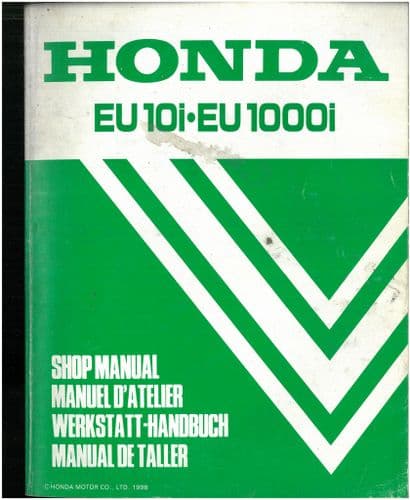 HONDA
EU 10i•EU 1000i
SHOP MANUAL
MANUEL D'ATELIER
WERKSTATT-HANDBUCH
MANUAL DE TALLER
© HONDA MOTOR CO., LTD. 1998